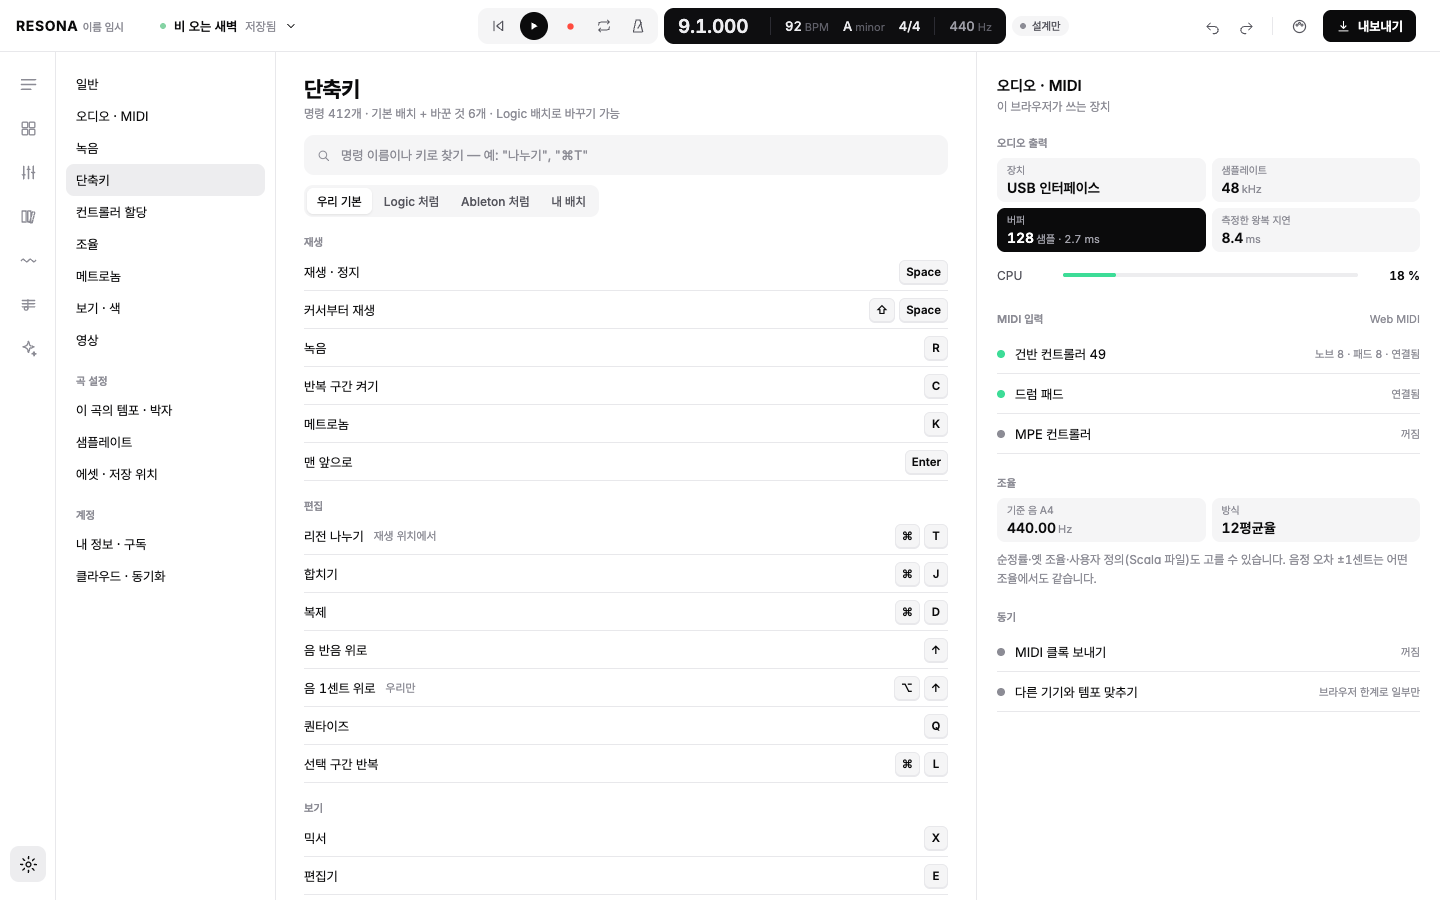 RESONA 이름 임시
비 오는 새벽 저장됨
9.1.000 92 BPM A minor 4/4 440 Hz
설계만
내보내기
일반
오디오 · MIDI
녹음
단축키
컨트롤러 할당
조율
메트로놈
보기 · 색
영상
곡 설정
이 곡의 템포 · 박자
샘플레이트
에셋 · 저장 위치
계정
내 정보 · 구독
클라우드 · 동기화
단축키
명령 412개 · 기본 배치 + 바꾼 것 6개 · Logic 배치로 바꾸기 가능
명령 이름이나 키로 찾기 — 예: "나누기", "⌘T"
우리 기본 Logic 처럼 Ableton 처럼 내 배치
재생
재생 · 정지 Space
커서부터 재생 ⇧ Space
녹음 R
반복 구간 켜기 C
메트로놈 K
맨 앞으로 Enter
편집
리전 나누기 재생 위치에서 ⌘ T
합치기 ⌘ J
복제 ⌘ D
음 반음 위로 ↑
음 1센트 위로 우리만 ⌥ ↑
퀀타이즈 Q
선택 구간 반복 ⌘ L
보기
믹서 X
편집기 E
오디오 · MIDI
이 브라우저가 쓰는 장치
오디오 출력
장치
USB 인터페이스
샘플레이트
48 kHz
버퍼
128 샘플 · 2.7 ms
측정한 왕복 지연
8.4 ms
CPU 18 %
MIDI 입력 Web MIDI
건반 컨트롤러 49 노브 8 · 패드 8 · 연결됨
드럼 패드 연결됨
MPE 컨트롤러 꺼짐
조율
기준 음 A4
440.00 Hz
방식
12평균율
순정률·옛 조율·사용자 정의(Scala 파일)도 고를 수 있습니다. 음정 오차 ±1센트는 어떤
조율에서도 같습니다.
동기
MIDI 클록 보내기 꺼짐
다른 기기와 템포 맞추기 브라우저 한계로 일부만